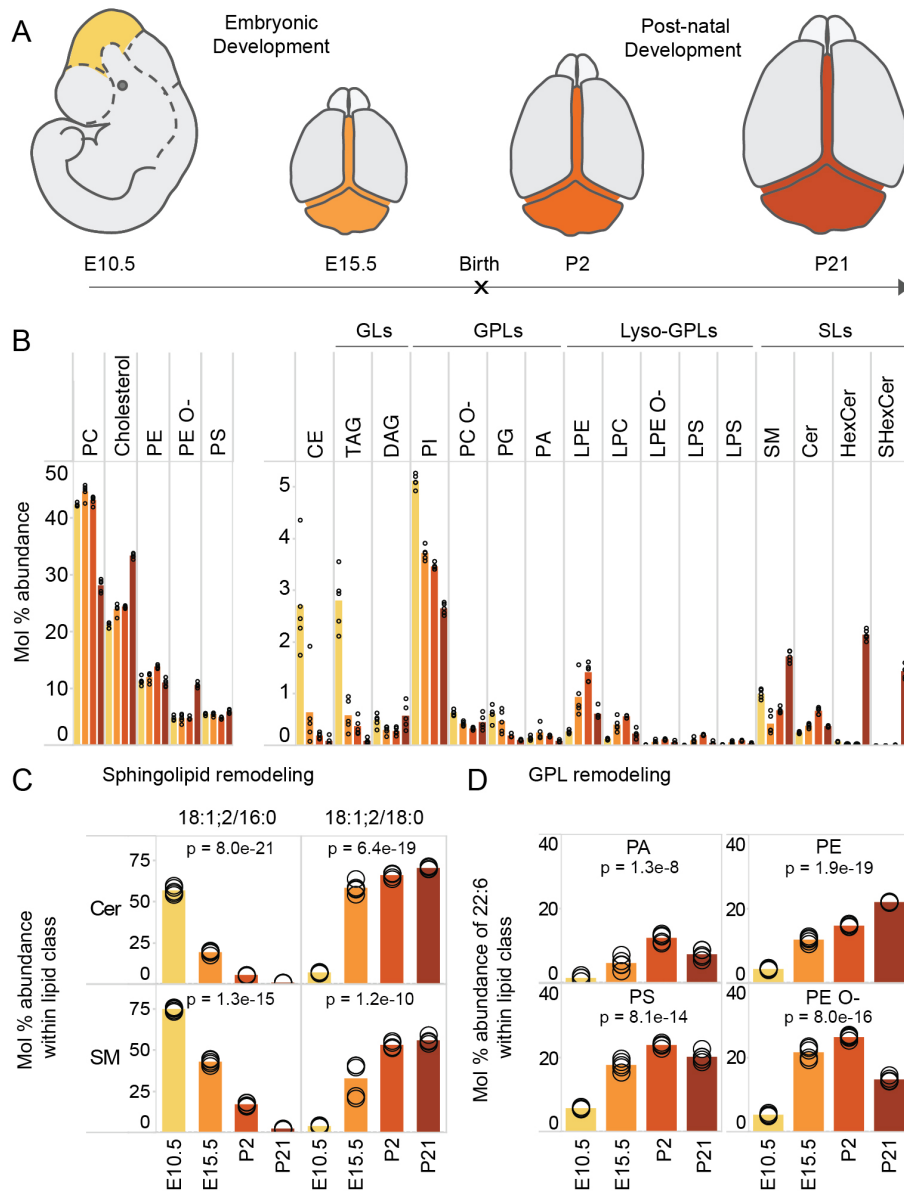 A
Embryonic
Development
Post-natal
Development
E10.5
E15.5
Birth
P2
P21
x
B
GLs
GPLs
Lyso-GPLs
SLs
PC
Cholesterol
PE
PE O-
PS
CE
TAG
DAG
PI
PC O-
PG
PA
LPE
LPC
LPE O-
LPS
LPS
SM
Cer
HexCer
SHexCer
Mol % abundance
50
40
30
20
10
0
5
4
3
2
1
0
C
Sphingolipid remodeling
18:1;2/16:0
18:1;2/18:0
p = 8.0e-21
p = 6.4e-19
Cer
75
50
25
0
p = 1.3e-15
p = 1.2e-10
SM
75
50
25
0
Mol % abundance
within lipid class
E10.5
E15.5
P2
P21
E10.5
E15.5
P2
P21
D
GPL remodeling
PA
p = 1.3e-8
PE
p = 1.9e-19
40
20
0
40
20
0
PS
p = 8.1e-14
PE O-
p = 8.0e-16
40
20
0
40
20
0
Mol % abundance of 22:6
within lipid class
E10.5
E15.5
P2
P21
E10.5
E15.5
P2
P21